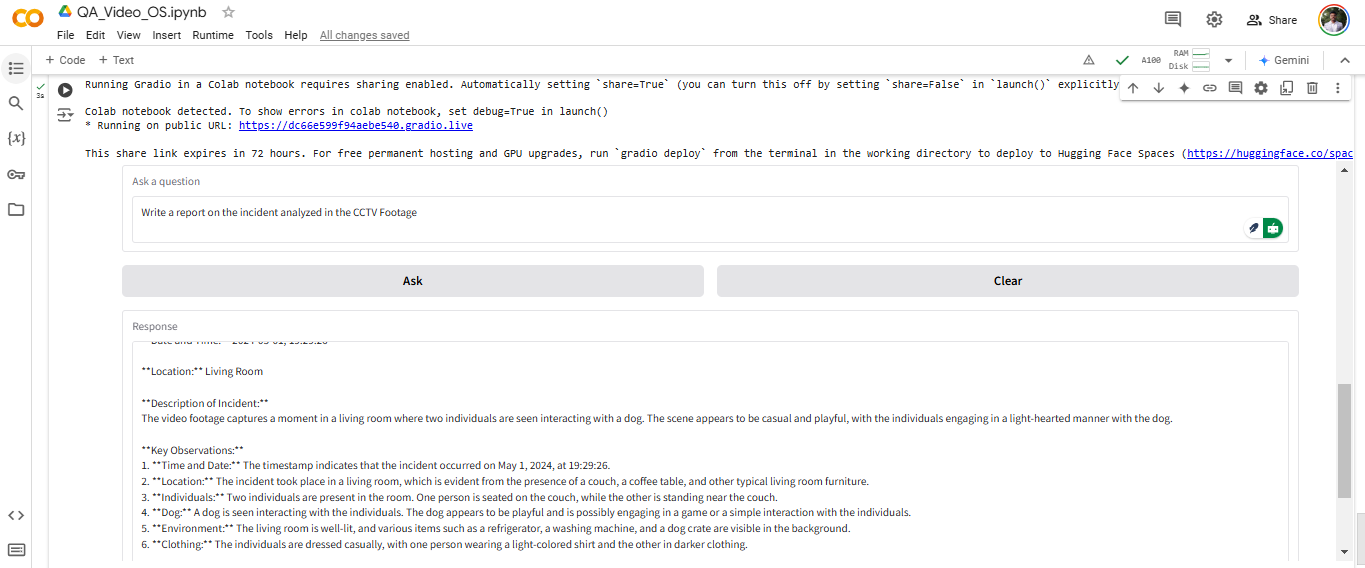 CO QA_Video_OS.ipynb
File Edit View Insert Runtime Tools Help All changes saved
Share
+ Code + Text
A100 RAM Disk Gemini
3s
Running Gradio in a Colab notebook requires sharing enabled. Automatically setting `share=True` (you can turn this off by setting `share=False` in `launch()` explicitly
Colab notebook detected. To show errors in colab notebook, set debug=True in launch()
* Running on public URL: https://dc66e599f94aebe540.gradio.live
This share link expires in 72 hours. For free permanent hosting and GPU upgrades, run `gradio deploy` from the terminal in the working directory to deploy to Hugging Face Spaces (https://huggingface.co/spac
Ask a question
Write a report on the incident analyzed in the CCTV Footage
Ask Clear
Response
**Location:** Living Room
**Description of Incident:**
The video footage captures a moment in a living room where two individuals are seen interacting with a dog. The scene appears to be casual and playful, with the individuals engaging in a light-hearted manner with the dog.
**Key Observations:**
1. **Time and Date:** The timestamp indicates that the incident occurred on May 1, 2024, at 19:29:26.
2. **Location:** The incident took place in a living room, which is evident from the presence of a couch, a coffee table, and other typical living room furniture.
3. **Individuals:** Two individuals are present in the room. One person is seated on the couch, while the other is standing near the couch.
4. **Dog:** A dog is seen interacting with the individuals. The dog appears to be playful and is possibly engaging in a game or a simple interaction with the individuals.
5. **Environment:** The living room is well-lit, and various items such as a refrigerator, a washing machine, and a dog crate are visible in the background.
6. **Clothing:** The individuals are dressed casually, with one person wearing a light-colored shirt and the other in darker clothing.